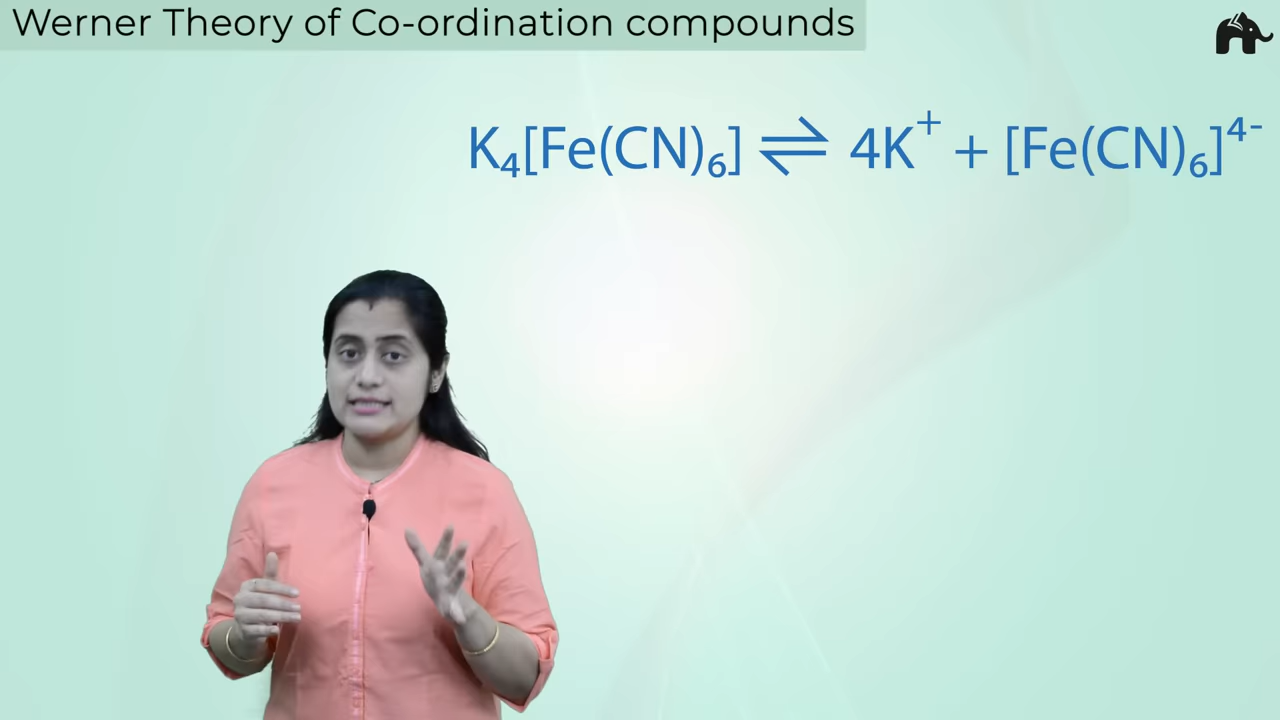 Werner Theory of Co-ordination compounds
K₄[Fe(CN)₆] ⇌ 4K⁺ + [Fe(CN)₆]⁴⁻